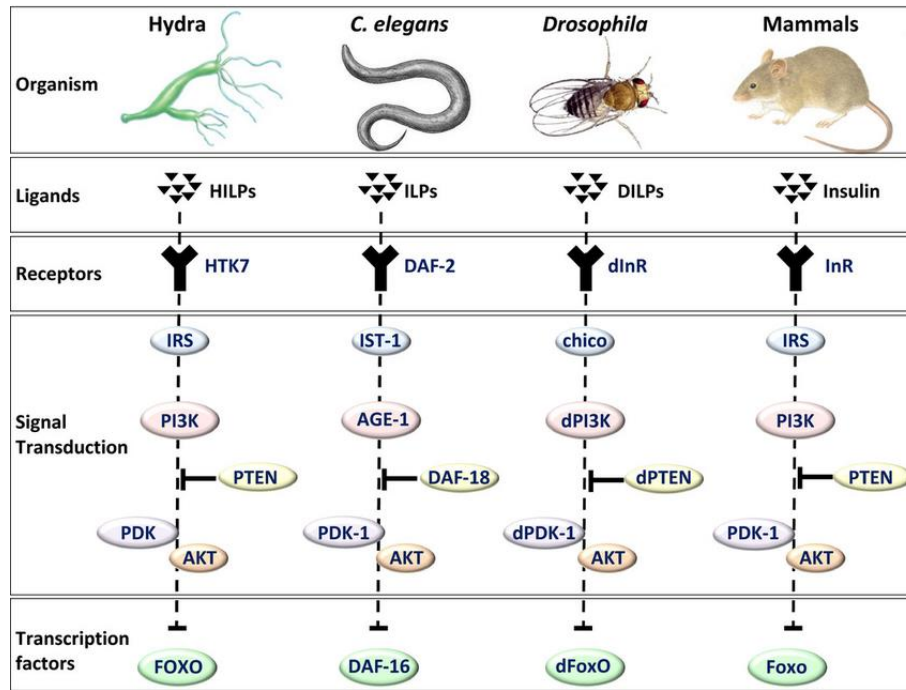 Hydra C. elegans Drosophila Mammals
Organism
Ligands HILPs ILPs DILPs Insulin
Receptors HTK7 DAF-2 dInR InR
IRS IST-1 chico IRS
Signal PI3K AGE-1 dPI3K PI3K
Transduction
PTEN DAF-18 dPTEN PTEN
PDK PDK-1 dPDK-1 PDK-1
AKT AKT AKT AKT
Transcription
factors FOXO DAF-16 dFoxO Foxo